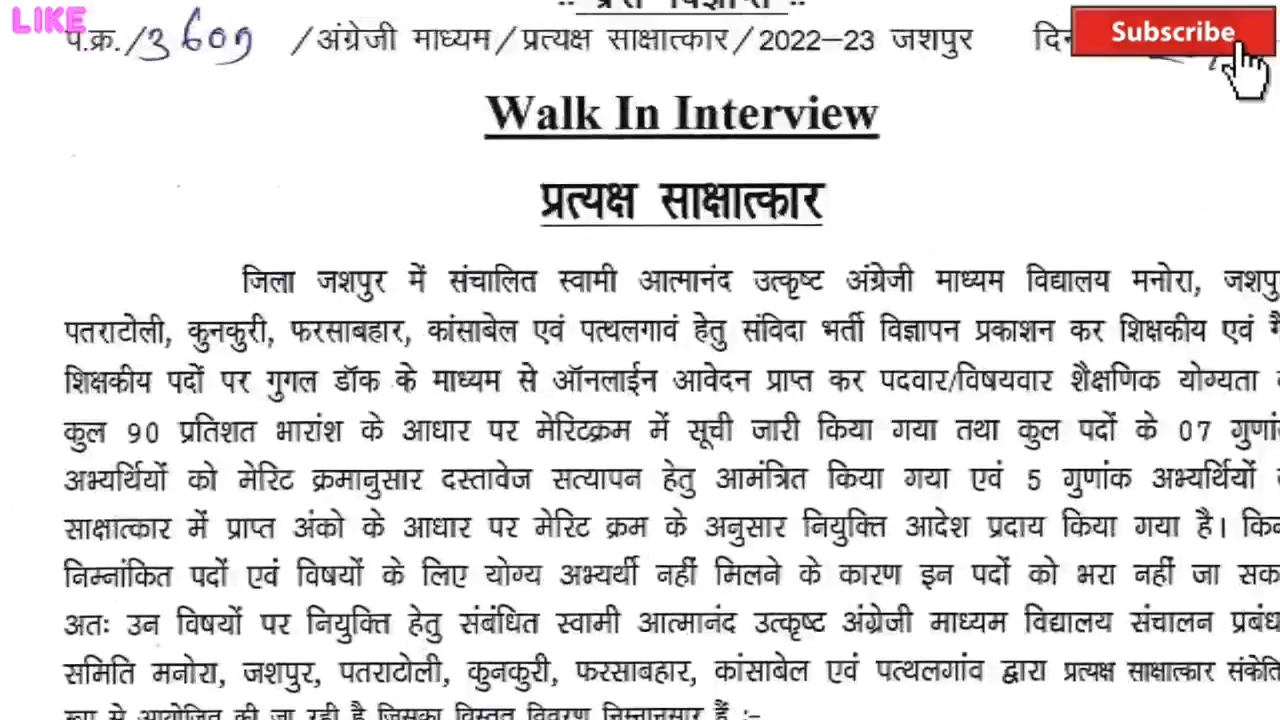 LIKE
:: प्रेस विज्ञप्ति ::
प.क्र./3609 /अंग्रेजी माध्यम/प्रत्यक्ष साक्षात्कार/2022–23 जशपुर
Subscribe
Walk In Interview
प्रत्यक्ष साक्षात्कार
जिला जशपुर में संचालित स्वामी आत्मानंद उत्कृष्ट अंग्रेजी माध्यम विद्यालय मनोरा, जशपु
पतराटोली, कुनकुरी, फरसाबहार, कांसाबेल एवं पत्थलगावं हेतु संविदा भर्ती विज्ञापन प्रकाशन कर शिक्षकीय एवं
शिक्षकीय पदों पर गुगल डॉक के माध्यम से ऑनलाईन आवेदन प्राप्त कर पदवार/विषयवार शैक्षणिक योग्यता
कुल 90 प्रतिशत भारांश के आधार पर मेरिटक्रम में सूची जारी किया गया तथा कुल पदों के 07
अभ्यर्थियों को मेरिट क्रमानुसार दस्तावेज सत्यापन हेतु आमंत्रित किया गया एवं 5 गुणांक अभ्यर्थियों
साक्षात्कार में प्राप्त अंको के आधार पर मेरिट क्रम के अनुसार नियुक्ति आदेश प्रदाय किया गया है।
निम्नांकित पदों एवं विषयों के लिए योग्य अभ्यर्थी नहीं मिलने के कारण इन पदों को भरा नहीं जा सक
अतः उन विषयों पर नियुक्ति हेतु संबंधित स्वामी आत्मानंद उत्कृष्ट अंग्रेजी माध्यम विद्यालय संचालन प्रबंध
समिति मनोरा, जशपुर, पतराटोली, कुनकुरी, फरसाबहार, कांसाबेल एवं पत्थलगांव द्वारा प्रत्यक्ष साक्षात्कार संकेति
रूप से आयोजित की जा रही है जिसका विस्तृत विवरण निम्नानुसार हैं :–